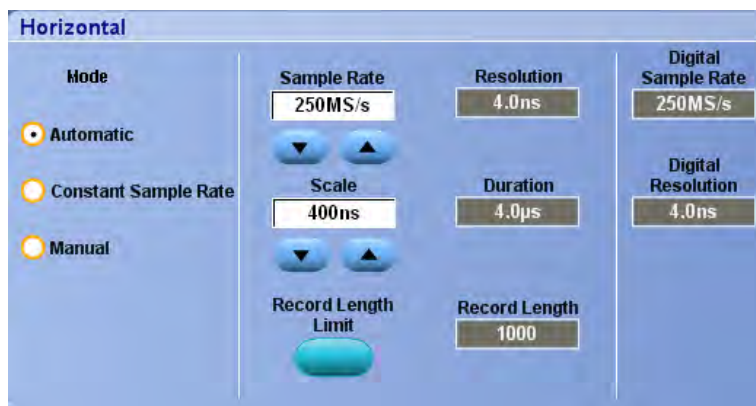 Horizontal
Mode
Automatic
Constant Sample Rate
Manual
Sample Rate
250MS/s
Scale
400ns
Record Length
Limit
Resolution
4.0ns
Duration
4.0µs
Record Length
1000
Digital
Sample Rate
250MS/s
Digital
Resolution
4.0ns